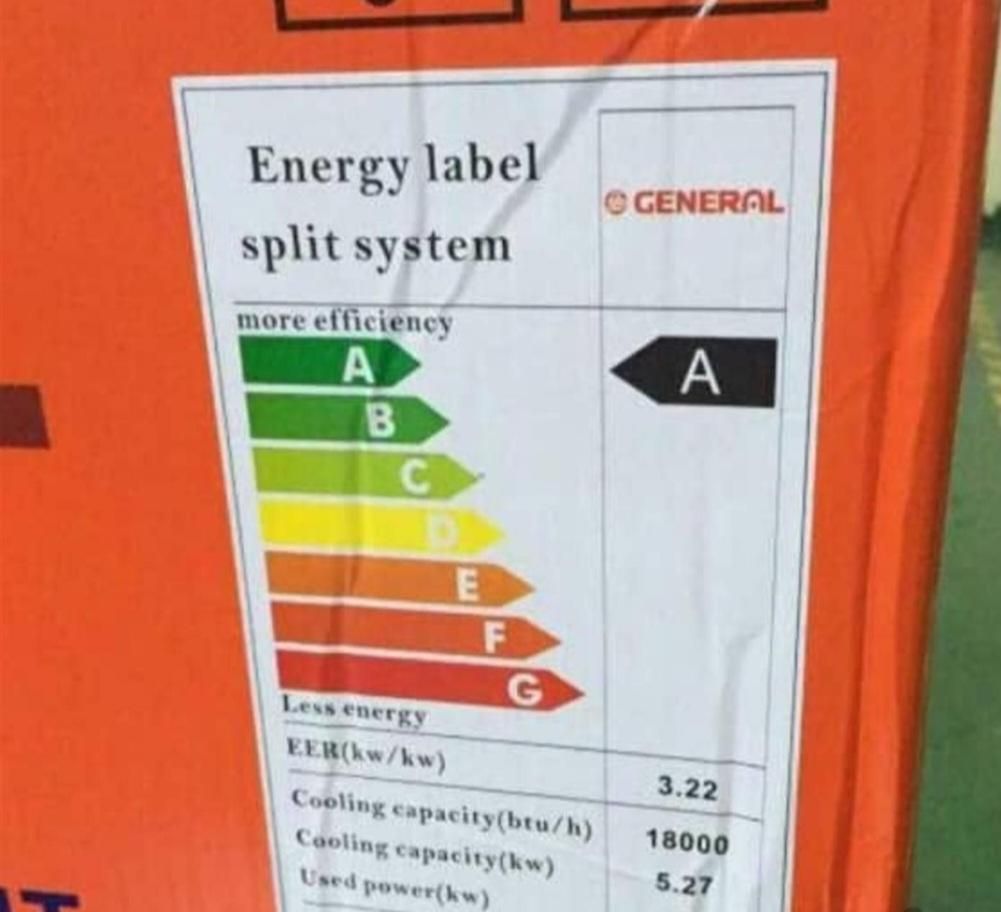 Energy label
split system
GENERAL
more efficiency
A
A
B
C
D
E
F
G
Less energy
EER(kw/kw) 3.22
Cooling capacity(btu/h) 18000
Cooling capacity(kw) 5.27
Used power(kw)